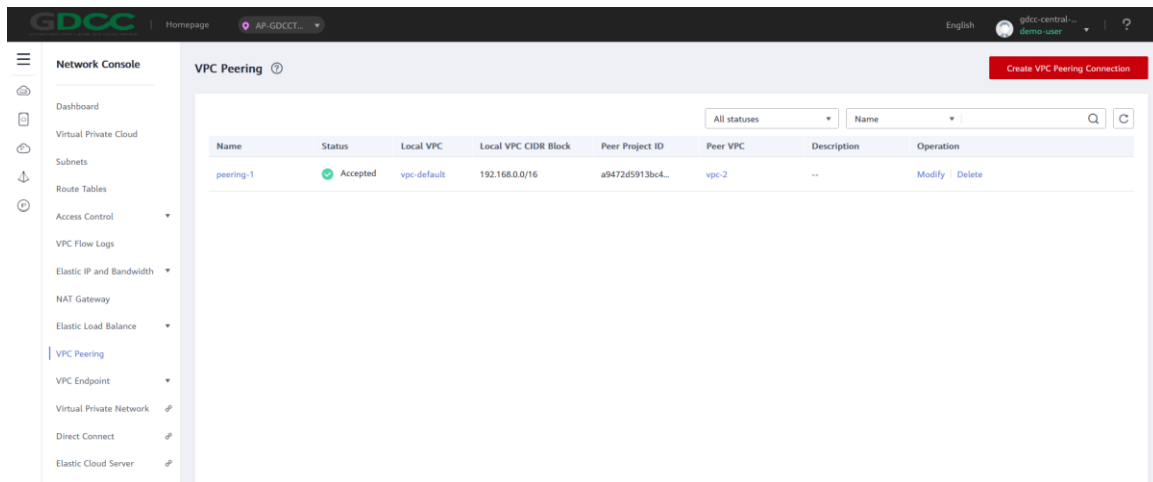 GDCC
Homepage
AP-GDCCT...
English
gdcc-central-...
demo-user
?
Network Console
VPC Peering
Create VPC Peering Connection
Dashboard
Virtual Private Cloud
Subnets
Route Tables
Access Control
VPC Flow Logs
Elastic IP and Bandwidth
NAT Gateway
Elastic Load Balance
VPC Peering
VPC Endpoint
Virtual Private Network
Direct Connect
Elastic Cloud Server
All statuses
Name
Name Status Local VPC Local VPC CIDR Block Peer Project ID Peer VPC Description Operation
peering-1 Accepted vpc-default 192.168.0.0/16 a9472d5913bc4... vpc-2 -- Modify Delete